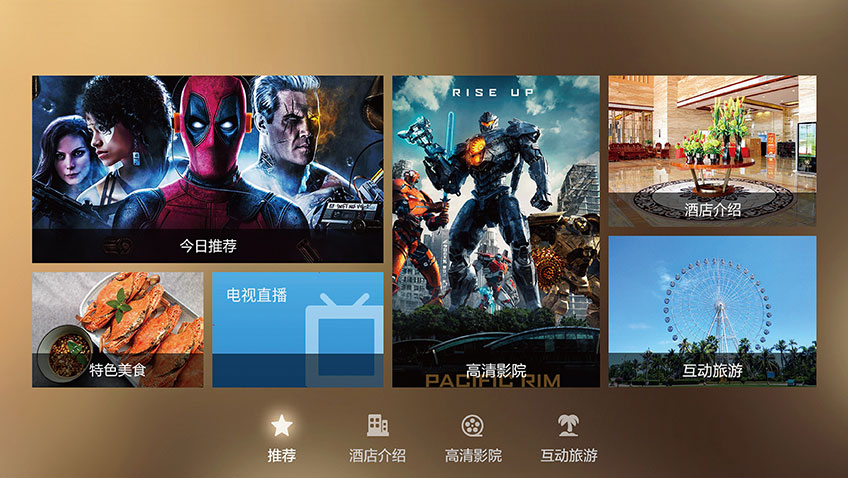 RISE UP
今日推荐
酒店介绍
电视直播
特色美食
高清影院
PACIFIC RIM
互动旅游
推荐
酒店介绍
高清影院
互动旅游